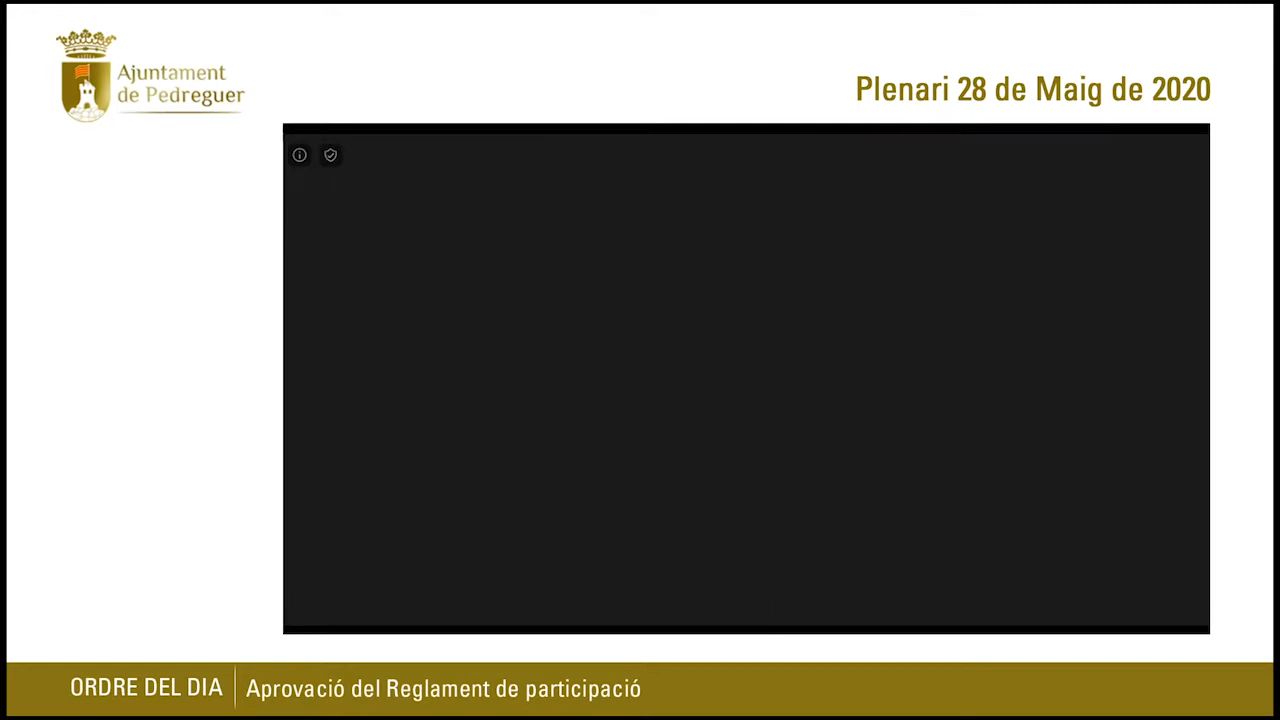 Ajuntament
de Pedreguer
Plenari 28 de Maig de 2020
ORDRE DEL DIA
Aprovació del Reglament de participació